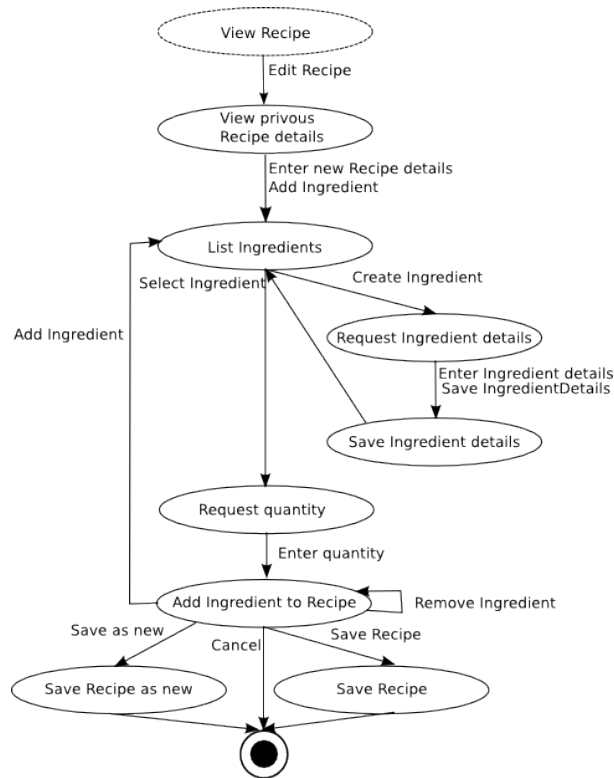 View Recipe
Edit Recipe
View privous
Recipe details
Enter new Recipe details
Add Ingredient
List Ingredients
Select Ingredient
Create Ingredient
Add Ingredient
Request Ingredient details
Enter Ingredient details
Save IngredientDetails
Save Ingredient details
Request quantity
Enter quantity
Add Ingredient to Recipe
Remove Ingredient
Save as new
Cancel
Save Recipe
Save Recipe as new
Save Recipe